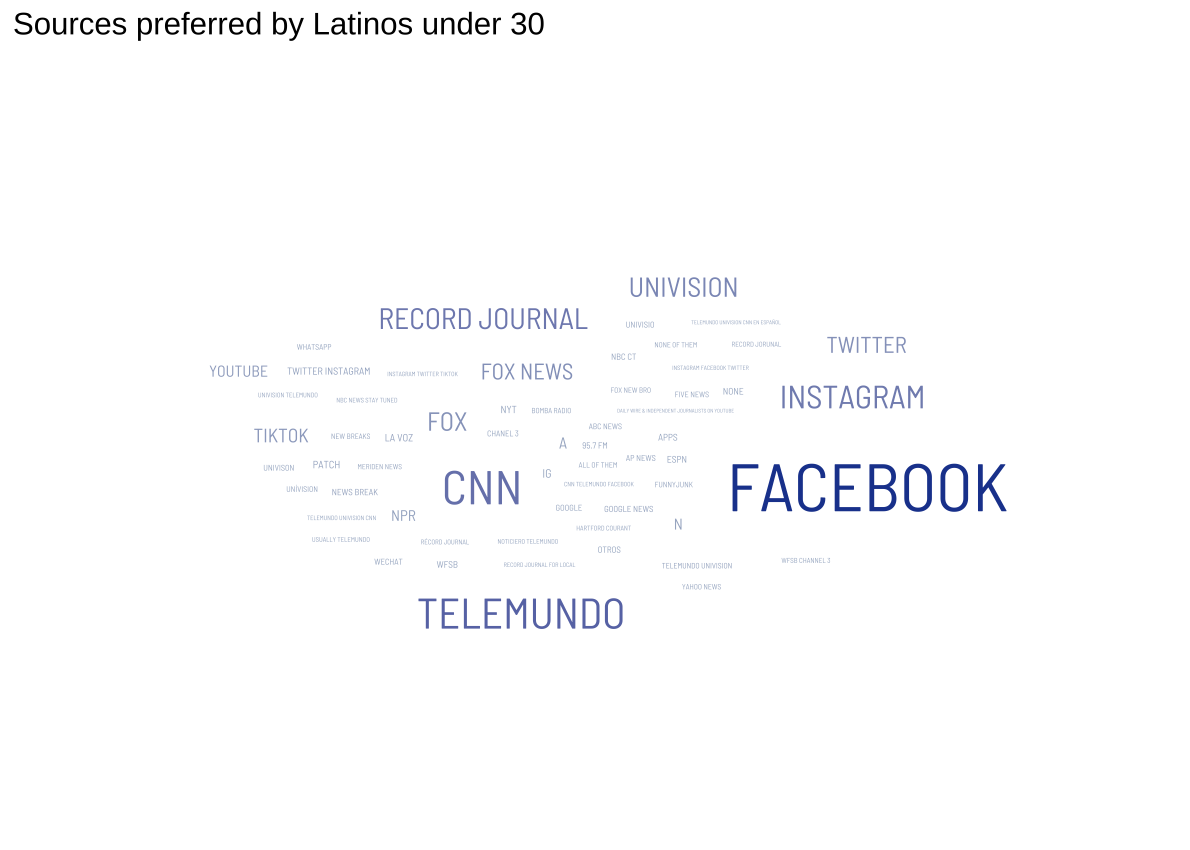 Sources preferred by Latinos under 30
UNIVISION
RECORD JOURNAL
UNIVISIO
TELEMUNDO UNIVISION CNN EN ESPAÑOL
WHATSAPP
NONE OF THEM
RECORD JORUNAL
TWITTER
NBC CT
YOUTUBE
TWITTER INSTAGRAM
INSTAGRAM TWITTER TIKTOK
FOX NEWS
INSTAGRAM FACEBOOK TWITTER
UNIVISION TELEMUNDO
NBC NEWS STAY TUNED
FOX NEW BRO
FIVE NEWS
NONE
INSTAGRAM
FOX
NYT
BOMBA RADIO
DAILY WIRE & INDEPENDENT JOURNALISTS ON YOUTUBE
TIKTOK
NEW BREAKS
LA VOZ
CHANEL 3
ABC NEWS
A
95.7 FM
APPS
UNIVISON
PATCH
MERIDEN NEWS
ALL OF THEM
AP NEWS
ESPN
CNN
IG
CNN TELEMUNDO FACEBOOK
FUNNYJUNK
FACEBOOK
UNÍVISION
NEWS BREAK
GOOGLE
GOOGLE NEWS
TELEMUNDO UNIVISION CNN
NPR
HARTFORD COURANT
N
USUALLY TELEMUNDO
RÉCORD JOURNAL
NOTICIERO TELEMUNDO
OTROS
WECHAT
WFSB
RECORD JOURNAL FOR LOCAL
TELEMUNDO UNIVISION
WFSB CHANNEL 3
YAHOO NEWS
TELEMUNDO